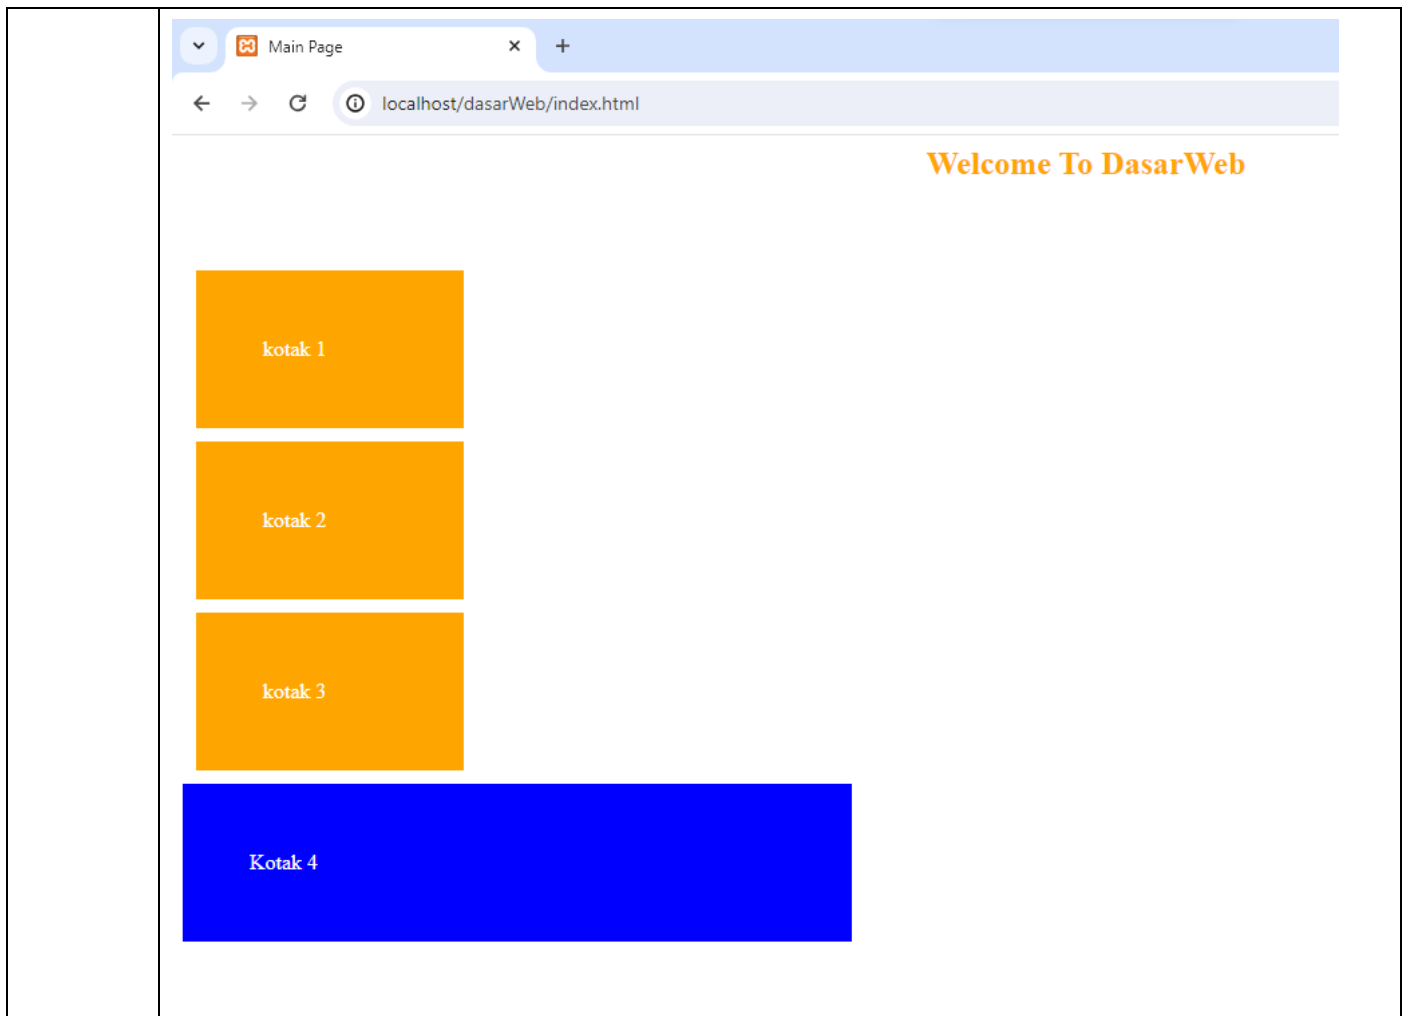 Main Page
localhost/dasarWeb/index.html
Welcome To DasarWeb
kotak 1
kotak 2
kotak 3
Kotak 4